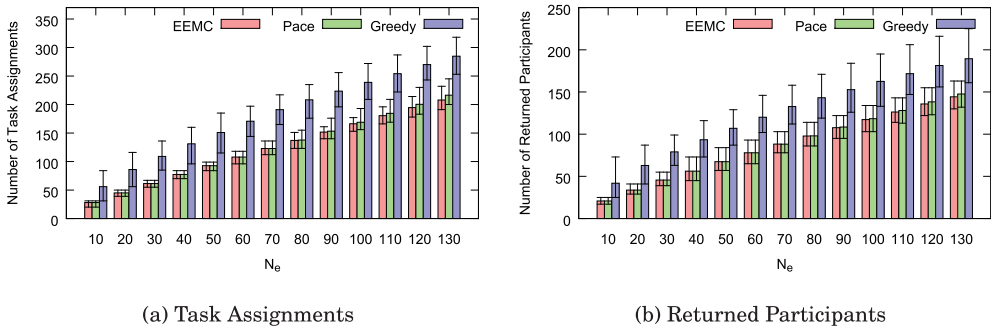 EEMC Pace Greedy
Number of Task Assignments
350
300
250
200
150
100
50
0
10 20 30 40 50 60 70 80 90 100 110 120 130
Ne
(a) Task Assignments
EEMC Pace Greedy
Number of Returned Participants
250
200
150
100
50
0
10 20 30 40 50 60 70 80 90 100 110 120 130
Ne
(b) Returned Participants